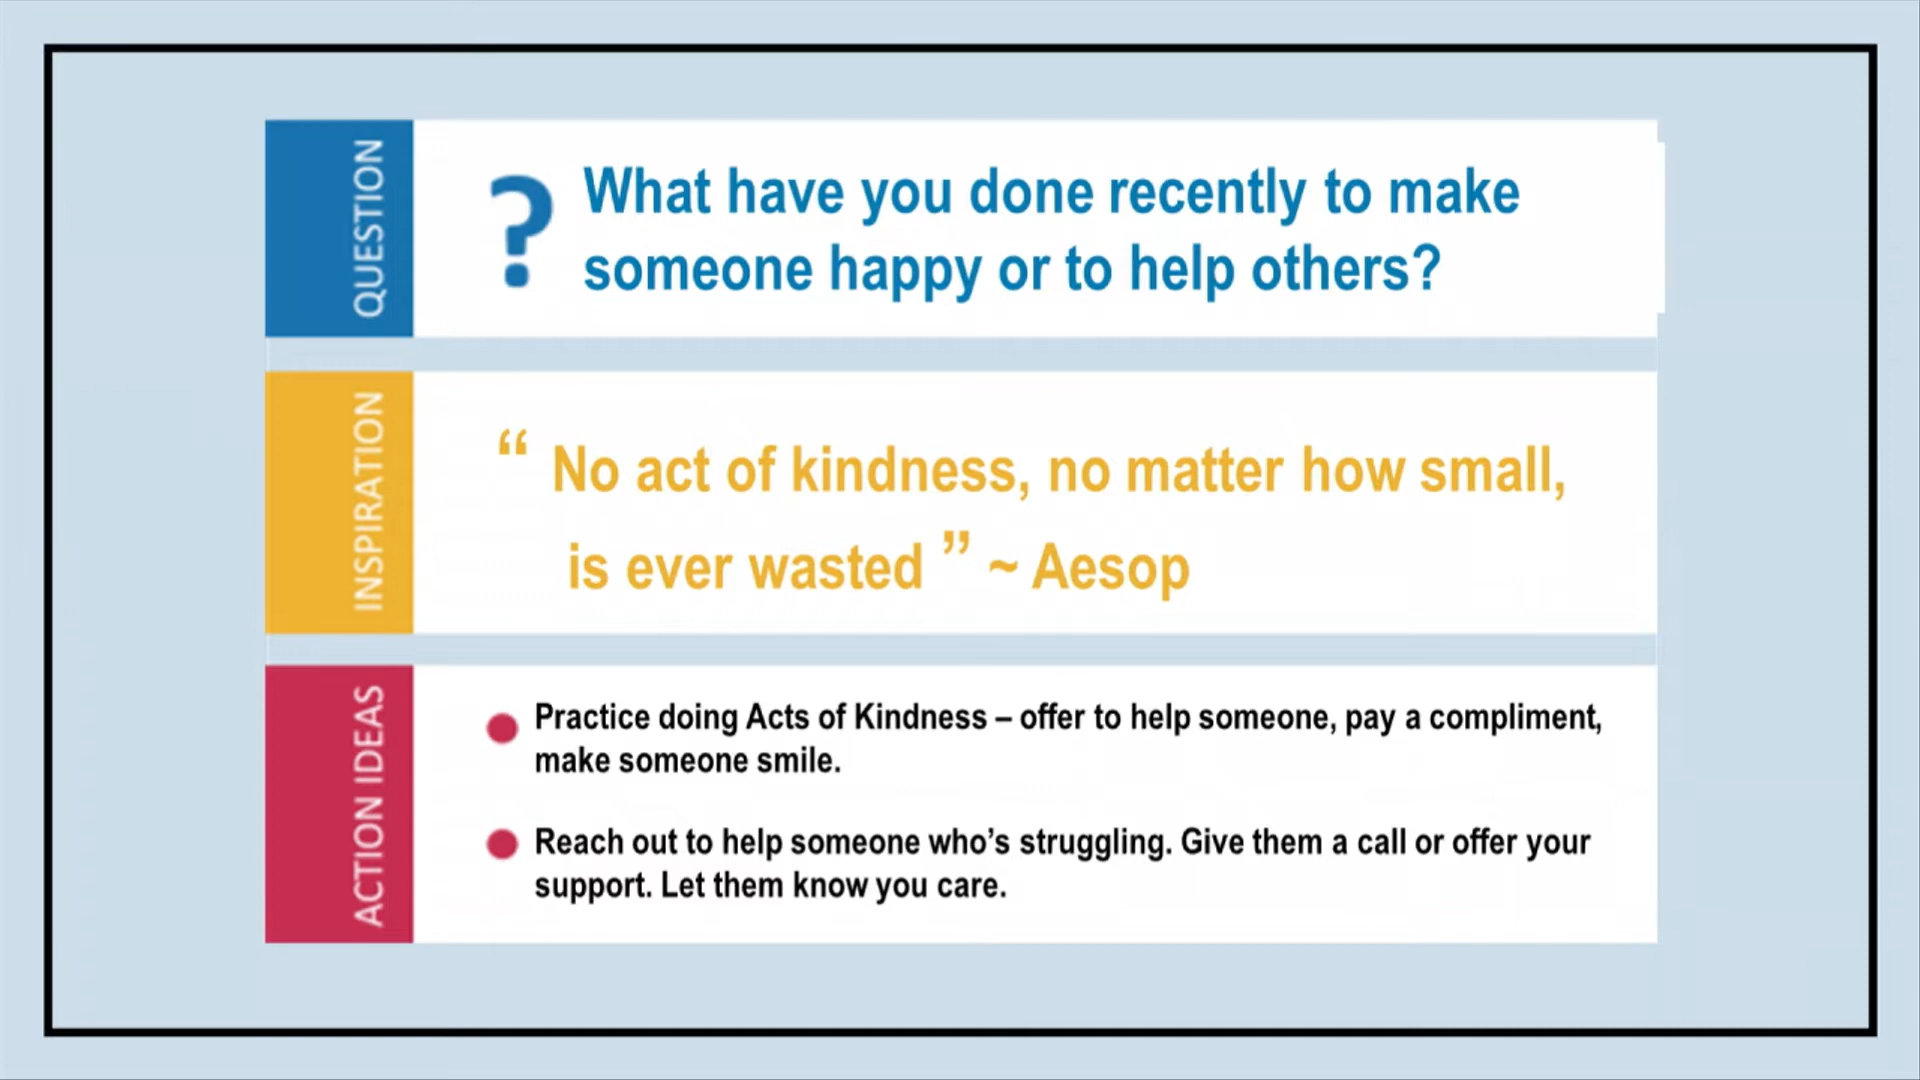 QUESTION
? What have you done recently to make
someone happy or to help others?
INSPIRATION
“ No act of kindness, no matter how small,
is ever wasted ” ~ Aesop
ACTION IDEAS
Practice doing Acts of Kindness – offer to help someone, pay a compliment,
make someone smile.
Reach out to help someone who’s struggling. Give them a call or offer your
support. Let them know you care.